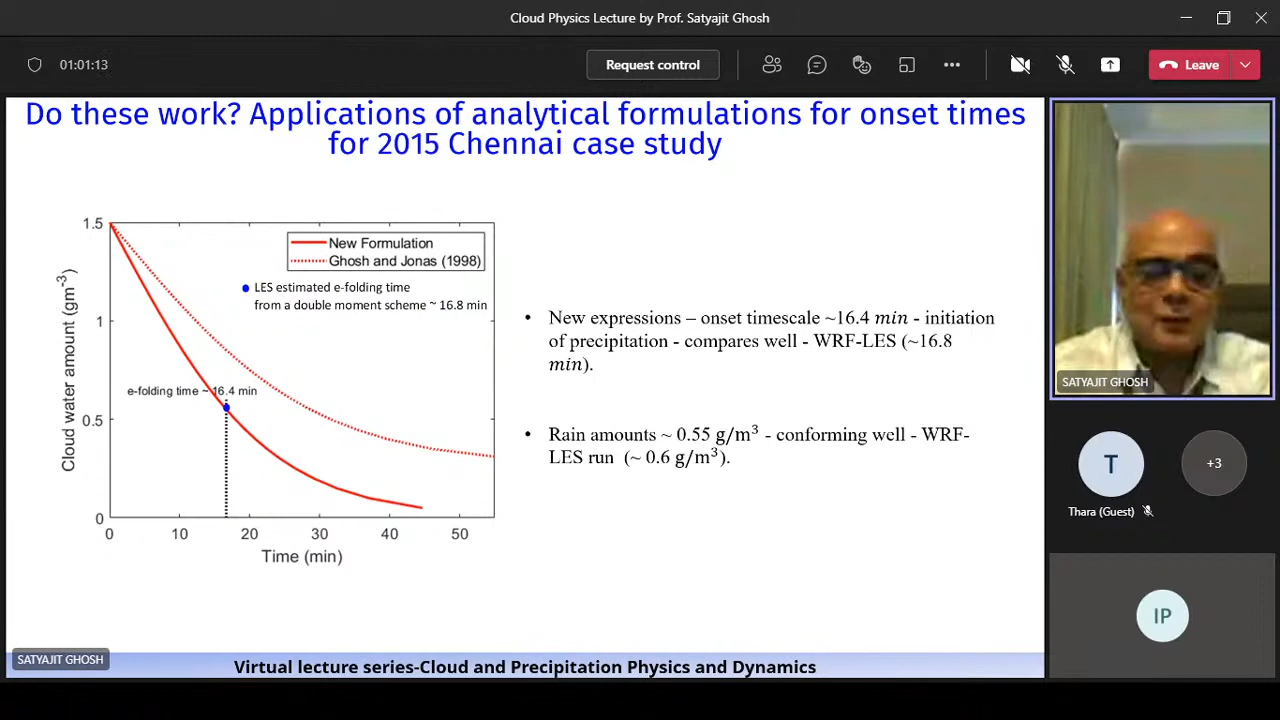 Cloud Physics Lecture by Prof. Satyajit Ghosh
01:01:13
Request control
Leave
Do these work? Applications of analytical formulations for onset times
for 2015 Chennai case study
1.5
1
0.5
0
Cloud water amount (gm-3)
New Formulation
Ghosh and Jonas (1998)
LES estimated e-folding time
from a double moment scheme ~ 16.8 min
e-folding time ~ 16.4 min
0 10 20 30 40 50
Time (min)
• New expressions – onset timescale ~16.4 min - initiation
of precipitation - compares well - WRF-LES (~16.8
min).
• Rain amounts ~ 0.55 g/m³ - conforming well - WRF-
LES run (~ 0.6 g/m³).
SATYAJIT GHOSH
T
+3
Thara (Guest)
IP
SATYAJIT GHOSH
Virtual lecture series-Cloud and Precipitation Physics and Dynamics